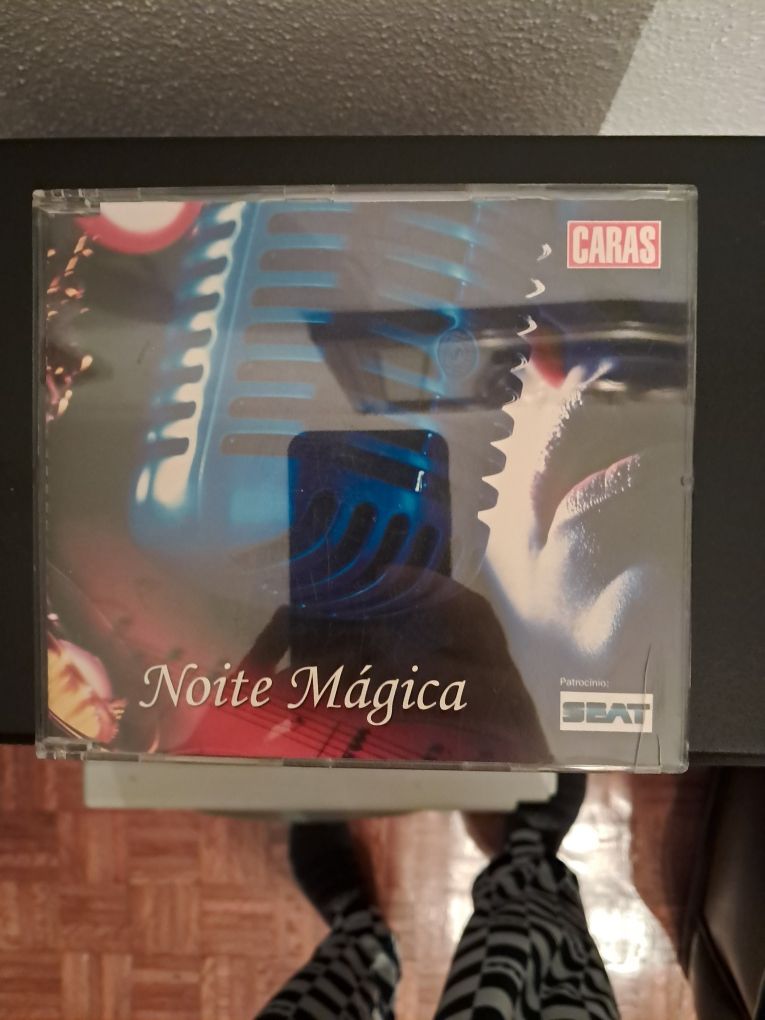 CARAS
Noite Mágica
Patrocínio:
SEAT